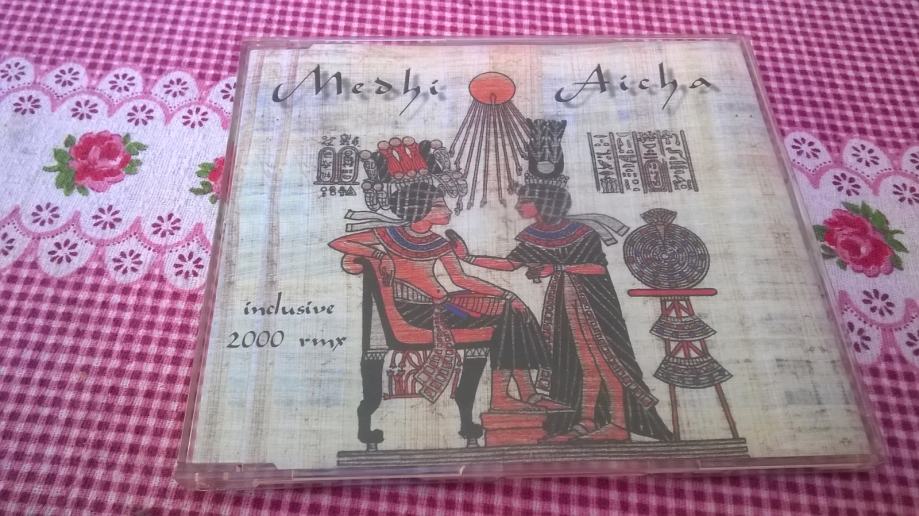 Medhi Aicha
inclusive
2000 rmx